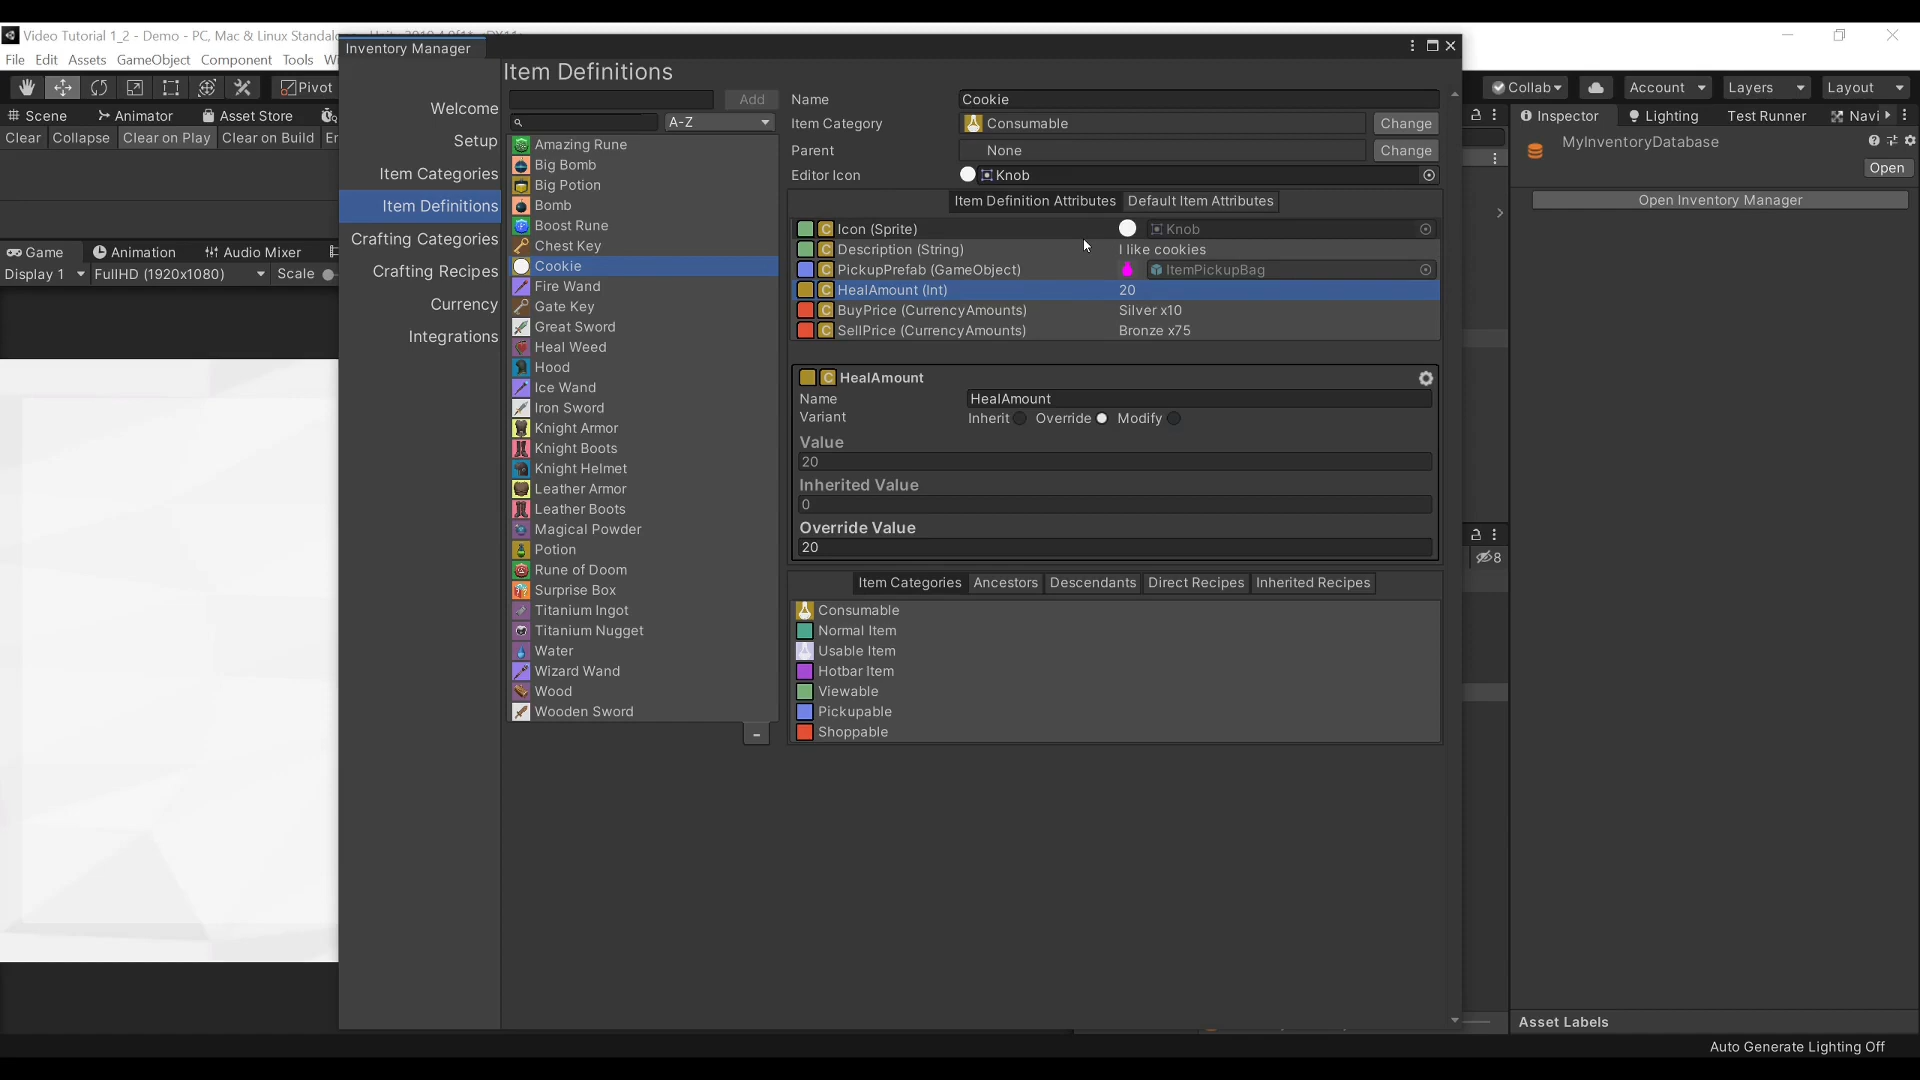 Video Tutorial 1_2 - Demo - PC, Mac & Linux Standalo
File Edit Assets GameObject Component Tools Wi
Pivot
Collab
Account
Layers
Layout
Scene
Animator
Asset Store
Clear
Collapse
Clear on Play
Clear on Build
Er
Game
Animation
Audio Mixer
Display 1
FullHD (1920x1080)
Scale
Inventory Manager
Welcome
Setup
Item Categories
Item Definitions
Crafting Categories
Crafting Recipes
Currency
Integrations
Item Definitions
Add
A-Z
Amazing Rune
Big Bomb
Big Potion
Bomb
Boost Rune
Chest Key
Cookie
Fire Wand
Gate Key
Great Sword
Heal Weed
Hood
Ice Wand
Iron Sword
Knight Armor
Knight Boots
Knight Helmet
Leather Armor
Leather Boots
Magical Powder
Potion
Rune of Doom
Surprise Box
Titanium Ingot
Titanium Nugget
Water
Wizard Wand
Wood
Wooden Sword
-
Name Cookie
Item Category Consumable Change
Parent None Change
Editor Icon Knob
Item Definition Attributes Default Item Attributes
C Icon (Sprite) Knob
C Description (String) I like cookies
C PickupPrefab (GameObject) ItemPickupBag
C HealAmount (Int) 20
C BuyPrice (CurrencyAmounts) Silver x10
C SellPrice (CurrencyAmounts) Bronze x75
C HealAmount
Name HealAmount
Variant Inherit Override Modify
Value
20
Inherited Value
0
Override Value
20
Item Categories Ancestors Descendants Direct Recipes Inherited Recipes
Consumable
Normal Item
Usable Item
Hotbar Item
Viewable
Pickupable
Shoppable
8
Inspector
Lighting
Test Runner
Navi
MyInventoryDatabase
Open
Open Inventory Manager
Asset Labels
Auto Generate Lighting Off